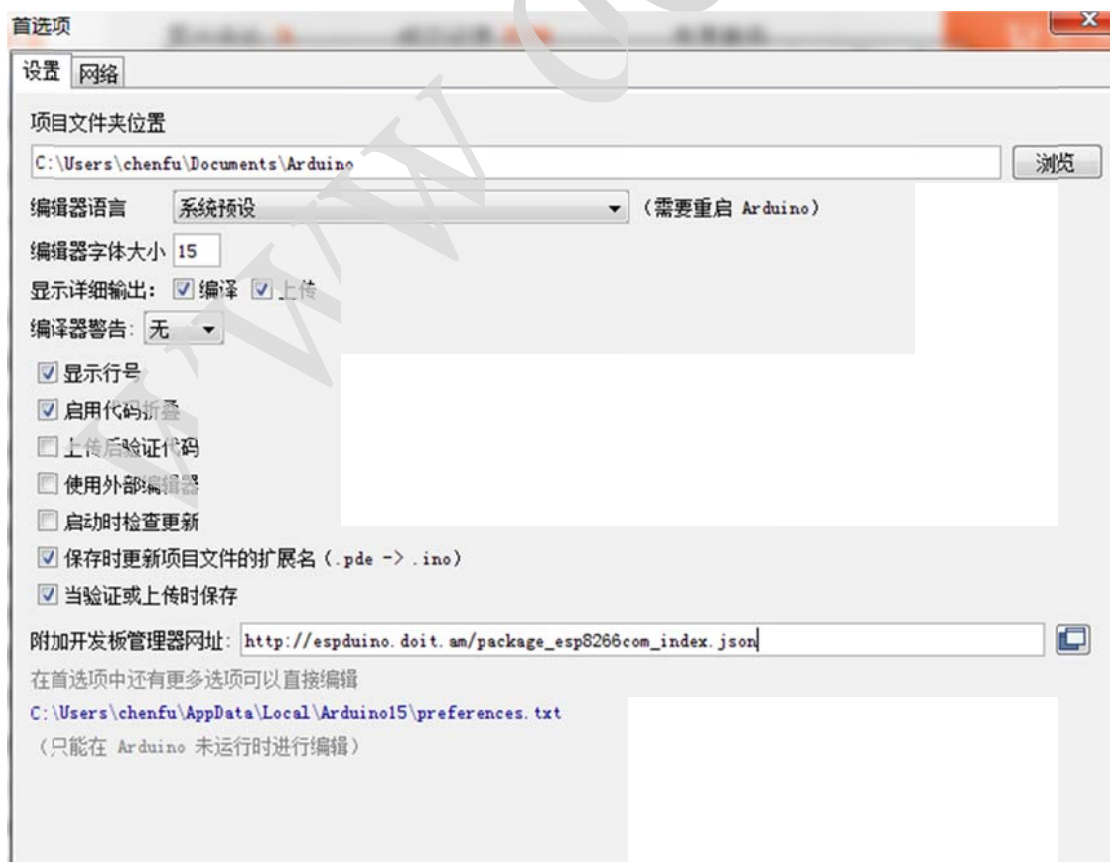 首选项
设置 网络
项目文件夹位置
C:\Users\chenfu\Documents\Arduino 浏览
编辑器语言 系统预设 (需要重启 Arduino)
编辑器字体大小 15
显示详细输出: 编译 上传
编译器警告: 无
显示行号
启用代码折叠
上传后验证代码
使用外部编辑器
启动时检查更新
保存时更新项目文件的扩展名 (.pde -> .ino)
当验证或上传时保存
附加开发板管理器网址: http://espduino.doit.am/package_esp8266com_index.json
在首选项中还有更多选项可以直接编辑
C:\Users\chenfu\AppData\Local\Arduino15\preferences.txt
(只能在 Arduino 未运行时进行编辑)